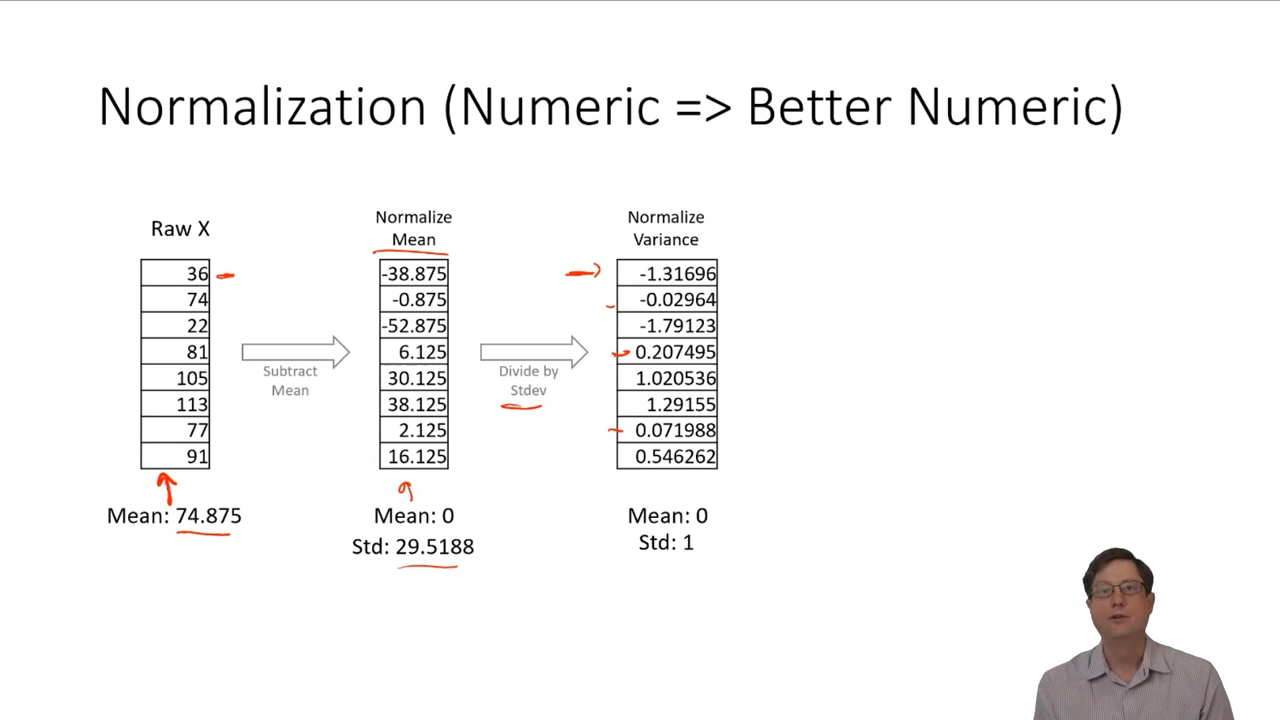 Normalization (Numeric => Better Numeric)
Raw X
36
74
22
81
105
113
77
91
Mean: 74.875
Subtract
Mean
Normalize
Mean
-38.875
-0.875
-52.875
6.125
30.125
38.125
2.125
16.125
Mean: 0
Std: 29.5188
Divide by
Stdev
Normalize
Variance
-1.31696
-0.02964
-1.79123
0.207495
1.020536
1.29155
0.071988
0.546262
Mean: 0
Std: 1